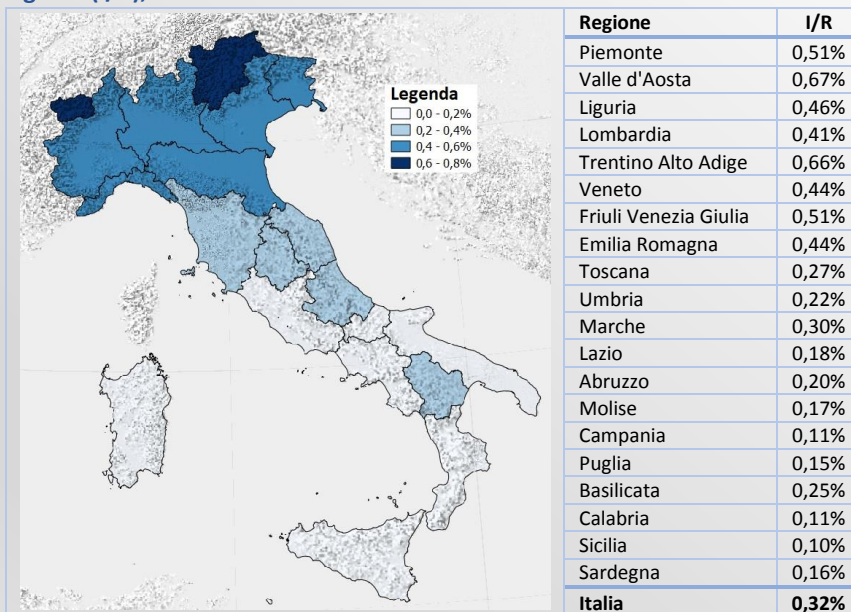 Legenda
0,0 - 0,2%
0,2 - 0,4%
0,4 - 0,6%
0,6 - 0,8%
Regione I/R
Piemonte 0,51%
Valle d'Aosta 0,67%
Liguria 0,46%
Lombardia 0,41%
Trentino Alto Adige 0,66%
Veneto 0,44%
Friuli Venezia Giulia 0,51%
Emilia Romagna 0,44%
Toscana 0,27%
Umbria 0,22%
Marche 0,30%
Lazio 0,18%
Abruzzo 0,20%
Molise 0,17%
Campania 0,11%
Puglia 0,15%
Basilicata 0,25%
Calabria 0,11%
Sicilia 0,10%
Sardegna 0,16%
Italia 0,32%